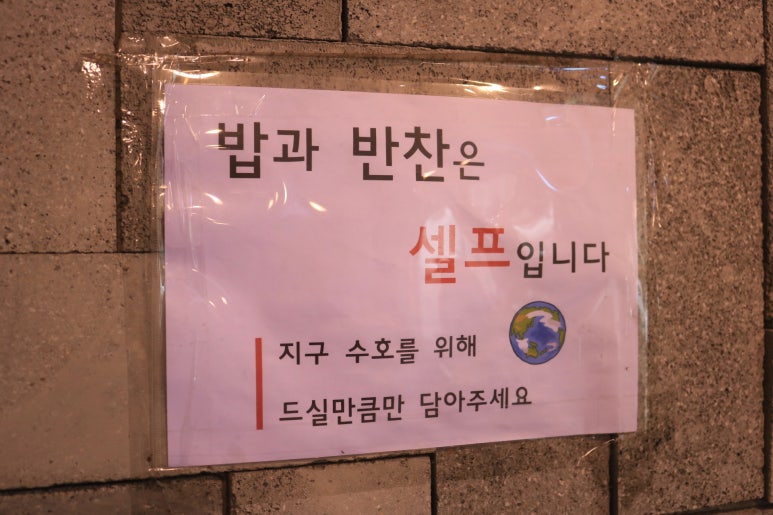 밥과 반찬은
셀프입니다
지구 수호를 위해
드실만큼만 담아주세요